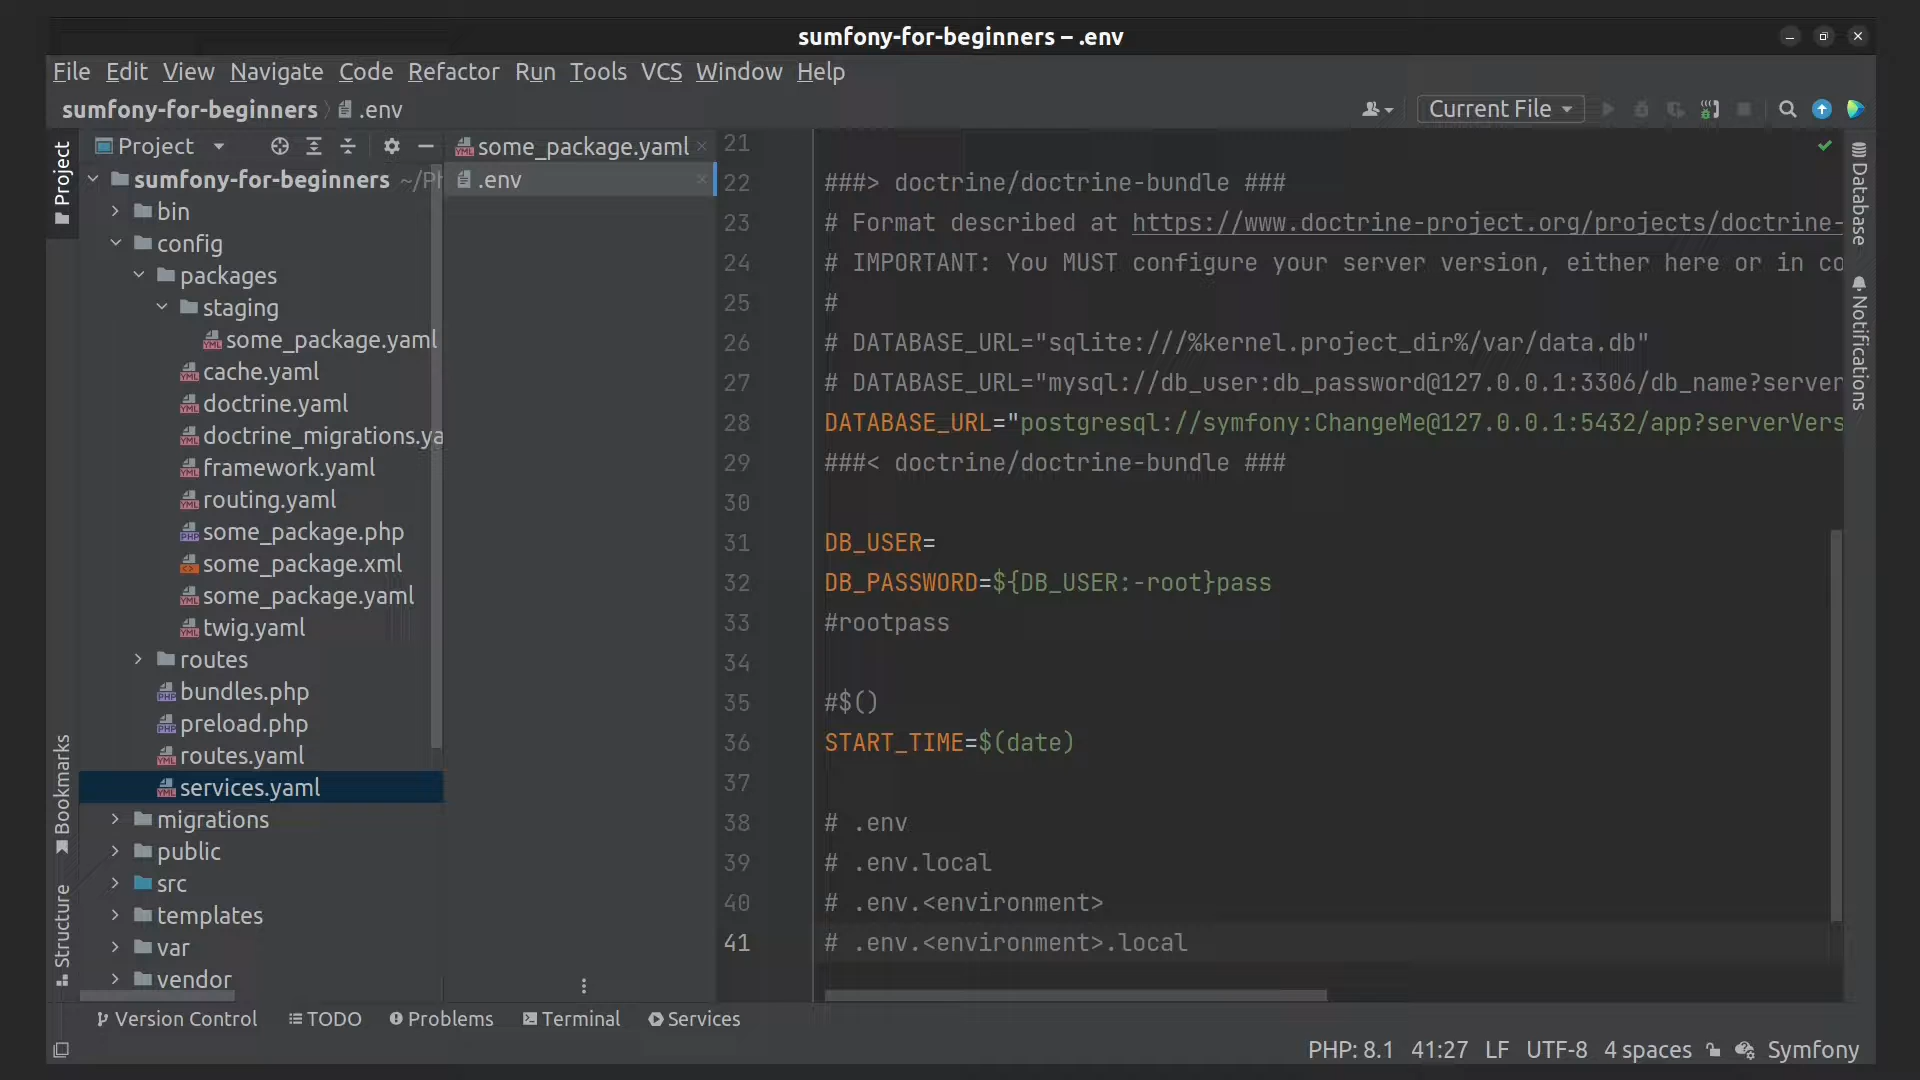 sumfony-for-beginners – .env
File Edit View Navigate Code Refactor Run Tools VCS Window Help
sumfony-for-beginners .env
Current File
Project
Project
sumfony-for-beginners ~/Ph
bin
config
packages
staging
some_package.yaml
cache.yaml
doctrine.yaml
doctrine_migrations.ya
framework.yaml
routing.yaml
some_package.php
some_package.xml
some_package.yaml
twig.yaml
routes
bundles.php
preload.php
routes.yaml
services.yaml
migrations
public
src
templates
var
vendor
Bookmarks
Structure
some_package.yaml
.env
21
22 ###> doctrine/doctrine-bundle ###
23 # Format described at https://www.doctrine-project.org/projects/doctrine-
24 # IMPORTANT: You MUST configure your server version, either here or in co
25 #
26 # DATABASE_URL="sqlite:///%kernel.project_dir%/var/data.db"
27 # DATABASE_URL="mysql://db_user:db_password@127.0.0.1:3306/db_name?server
28 DATABASE_URL="postgresql://symfony:ChangeMe@127.0.0.1:5432/app?serverVers
29 ###< doctrine/doctrine-bundle ###
30
31 DB_USER=
32 DB_PASSWORD=${DB_USER:-root}pass
33 #rootpass
34
35 #$()
36 START_TIME=$(date)
37
38 # .env
39 # .env.local
40 # .env.<environment>
41 # .env.<environment>.local
Database
Notifications
Version Control TODO Problems Terminal Services
PHP: 8.1 41:27 LF UTF-8 4 spaces Symfony